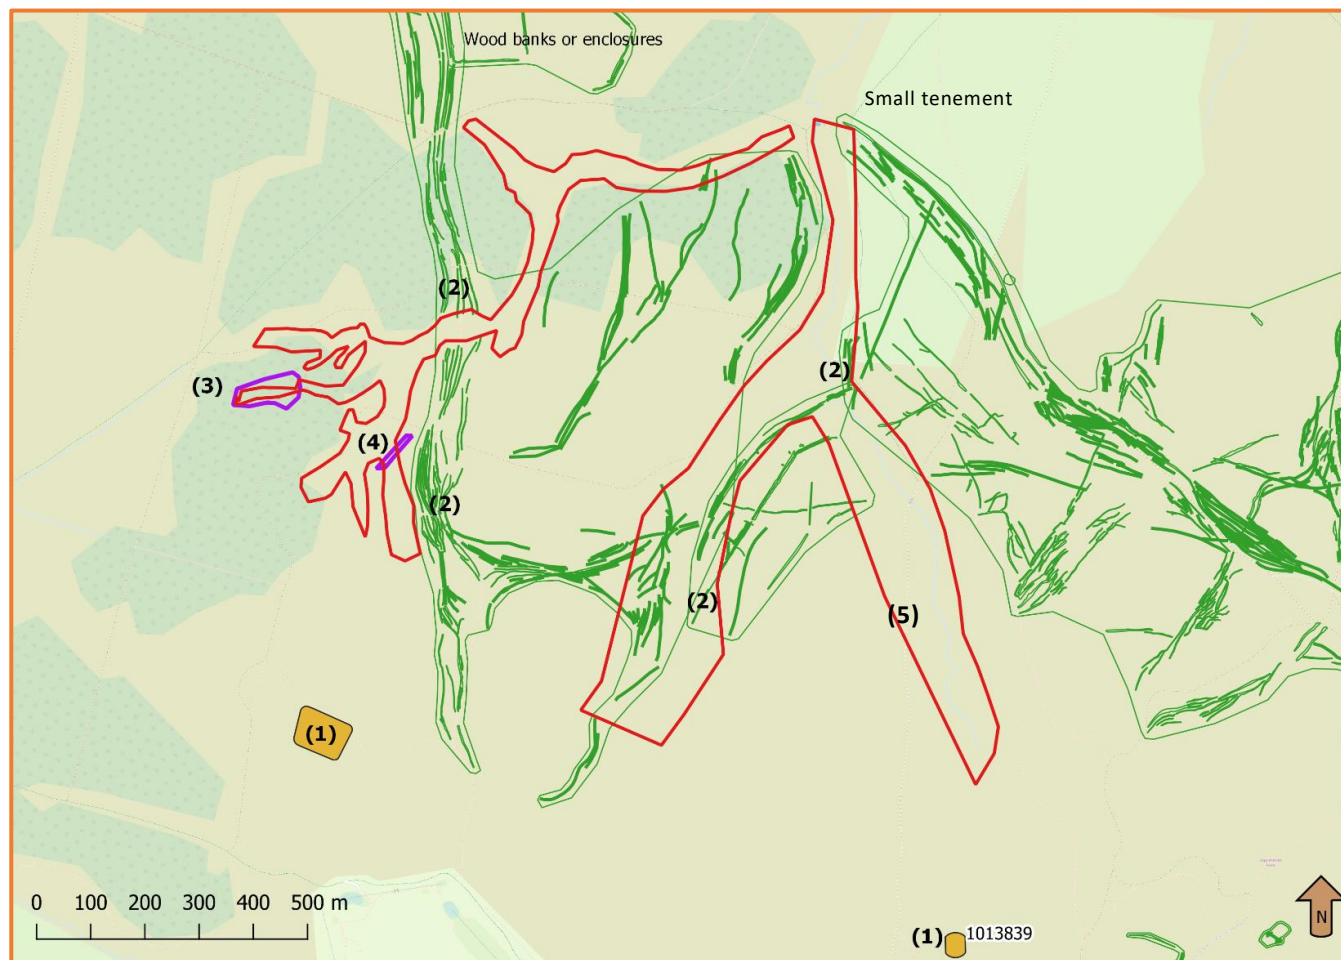 Wood banks or enclosures
Small tenement
(2)
(2)
(3)
(4)
(2)
(2)
(5)
(1)
0 100 200 300 400 500 m
(1) 1013839
N